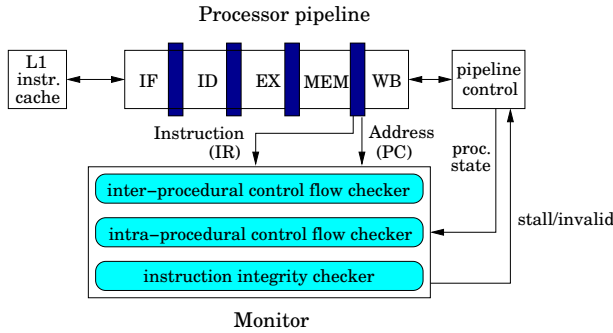 Processor pipeline
L1
instr.
cache
IF
ID
EX
MEM
WB
pipeline
control
Instruction
(IR)
Address
(PC)
proc.
state
stall/invalid
inter−procedural control flow checker
intra−procedural control flow checker
instruction integrity checker
Monitor